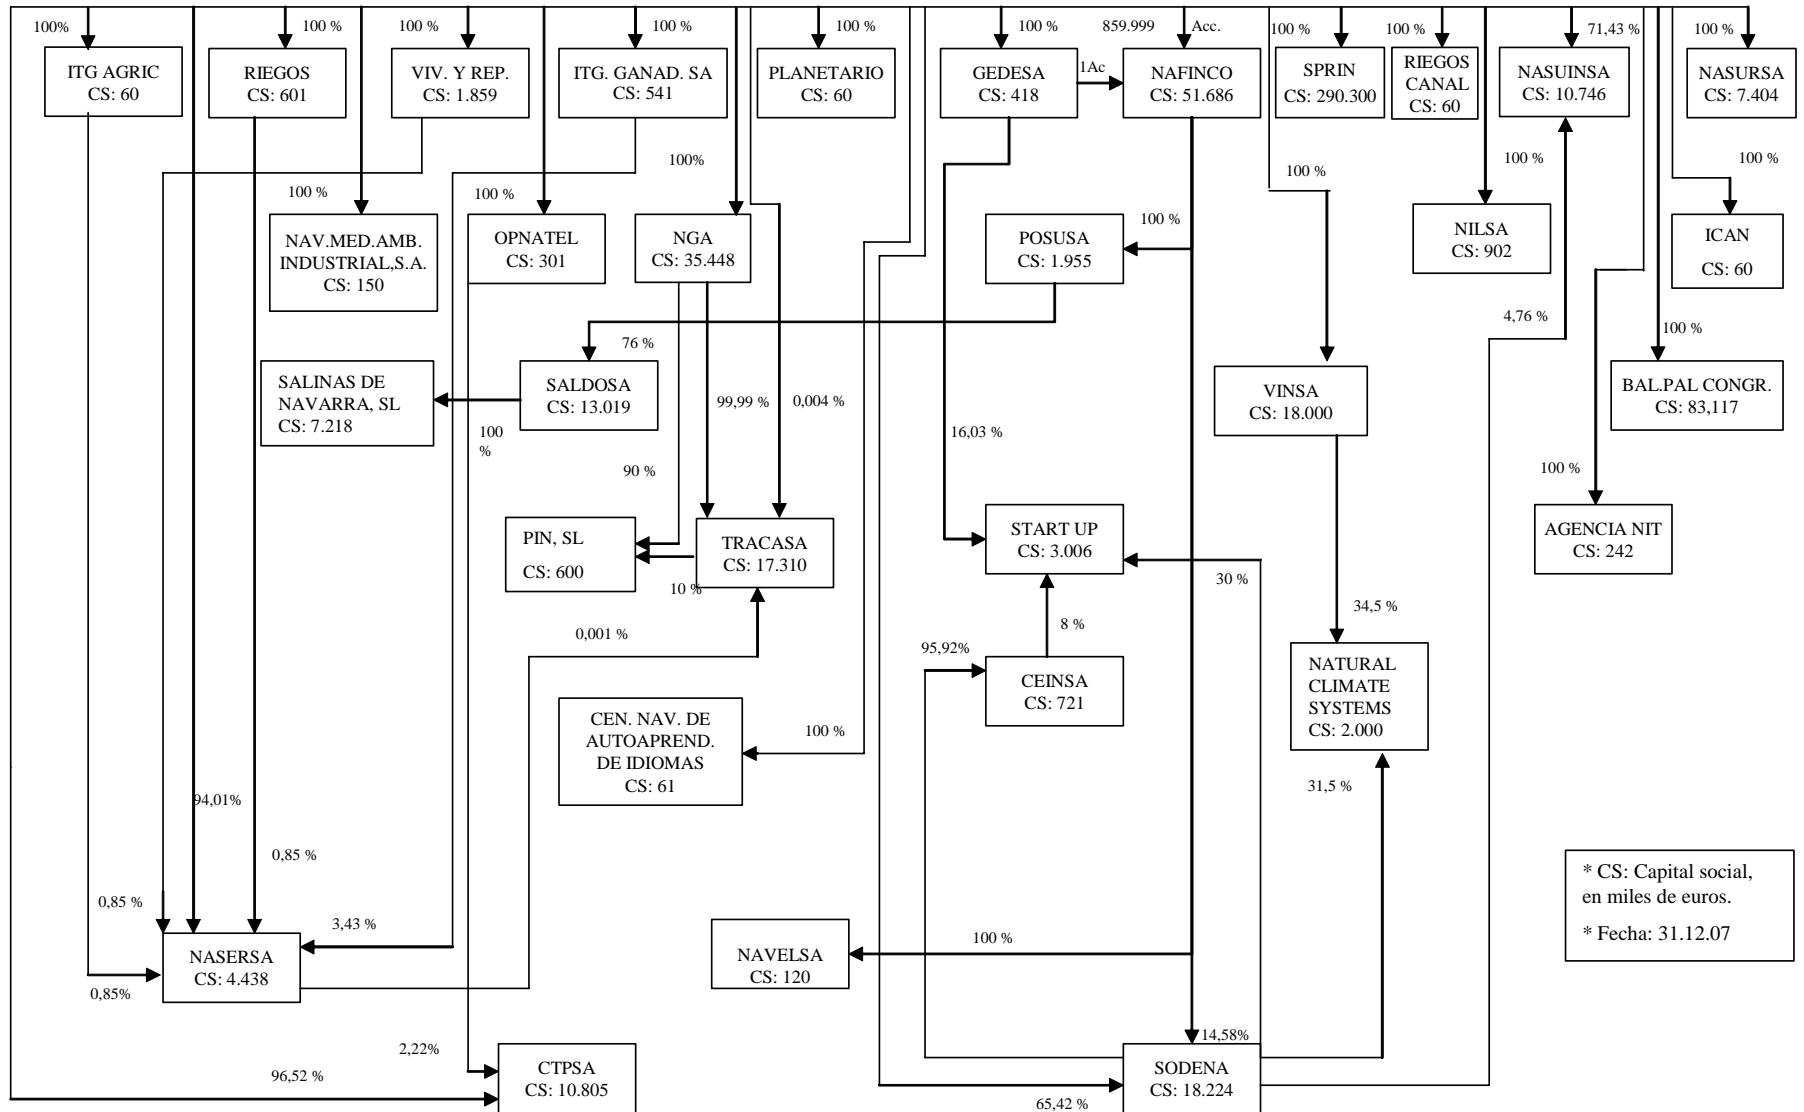 100%
100 %
100 %
100 %
100 %
100 %
859.999
Acc.
100 %
100 %
71,43 %
100 %
ITG AGRIC
CS: 60
RIEGOS
CS: 601
VIV. Y REP.
CS: 1.859
ITG. GANAD. SA
CS: 541
PLANETARIO
CS: 60
GEDESA
CS: 418
1Ac
NAFINCO
CS: 51.686
SPRIN
CS: 290.300
RIEGOS
CANAL
CS: 60
NASUINSA
CS: 10.746
NASURSA
CS: 7.404
100 %
100 %
100%
100 %
100 %
100 %
NAV.MED.AMB.
INDUSTRIAL,S.A.
CS: 150
OPNATEL
CS: 301
NGA
CS: 35.448
POSUSA
CS: 1.955
100 %
NILSA
CS: 902
ICAN
CS: 60
76 %
4,76 %
100 %
SALINAS DE
NAVARRA, SL
CS: 7.218
SALDOSA
CS: 13.019
99,99 %
0,004 %
VINSA
CS: 18.000
BAL.PAL CONGR.
CS: 83,117
100
%
16,03 %
90 %
100 %
PIN, SL
CS: 600
TRACASA
CS: 17.310
START UP
CS: 3.006
AGENCIA NIT
CS: 242
10 %
30 %
34,5 %
0,001 %
8 %
95,92%
CEINSA
CS: 721
NATURAL
CLIMATE
SYSTEMS
CS: 2.000
CEN. NAV. DE
AUTOAPREND.
DE IDIOMAS
CS: 61
100 %
31,5 %
94,01%
0,85 %
0,85 %
3,43 %
* CS: Capital social,
en miles de euros.
* Fecha: 31.12.07
NASERSA
CS: 4.438
0,85%
NAVELSA
CS: 120
100 %
14,58%
2,22%
96,52 %
CTPSA
CS: 10.805
SODENA
CS: 18.224
65,42 %